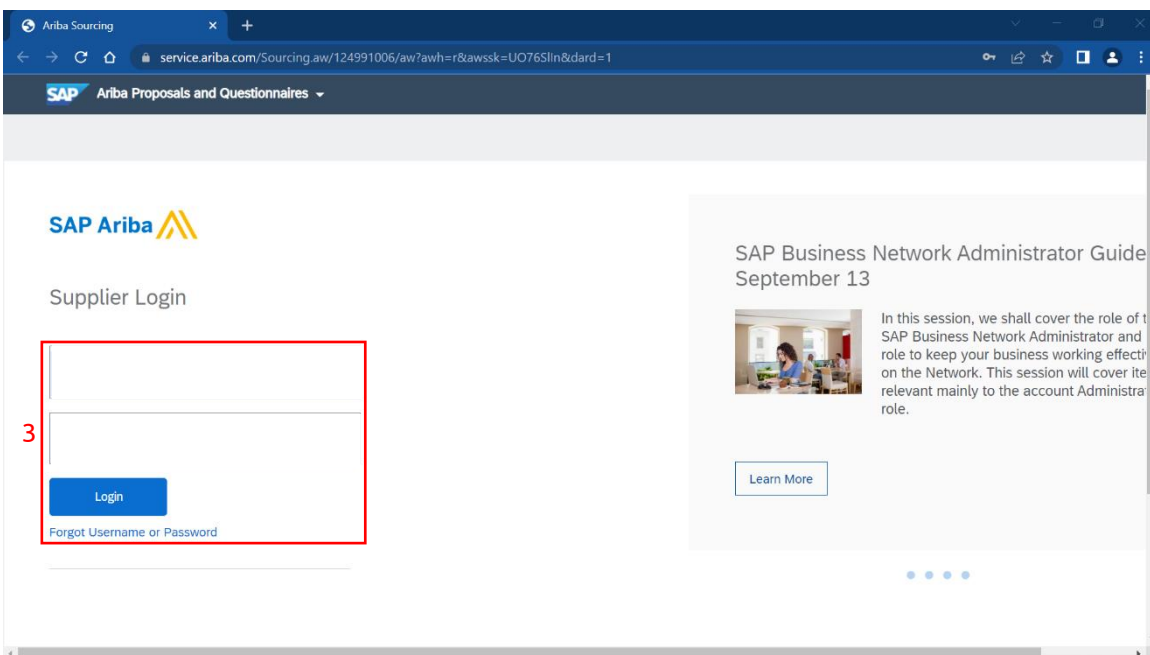 Ariba Sourcing
service.ariba.com/Sourcing.aw/124991006/aw?awh=r&awssk=UO76SlIn&dard=1
SAP Ariba Proposals and Questionnaires
SAP Ariba
Supplier Login
3
Login
Forgot Username or Password
SAP Business Network Administrator Guide
September 13
In this session, we shall cover the role of t
SAP Business Network Administrator and
role to keep your business working effecti
on the Network. This session will cover ite
relevant mainly to the account Administra
role.
Learn More